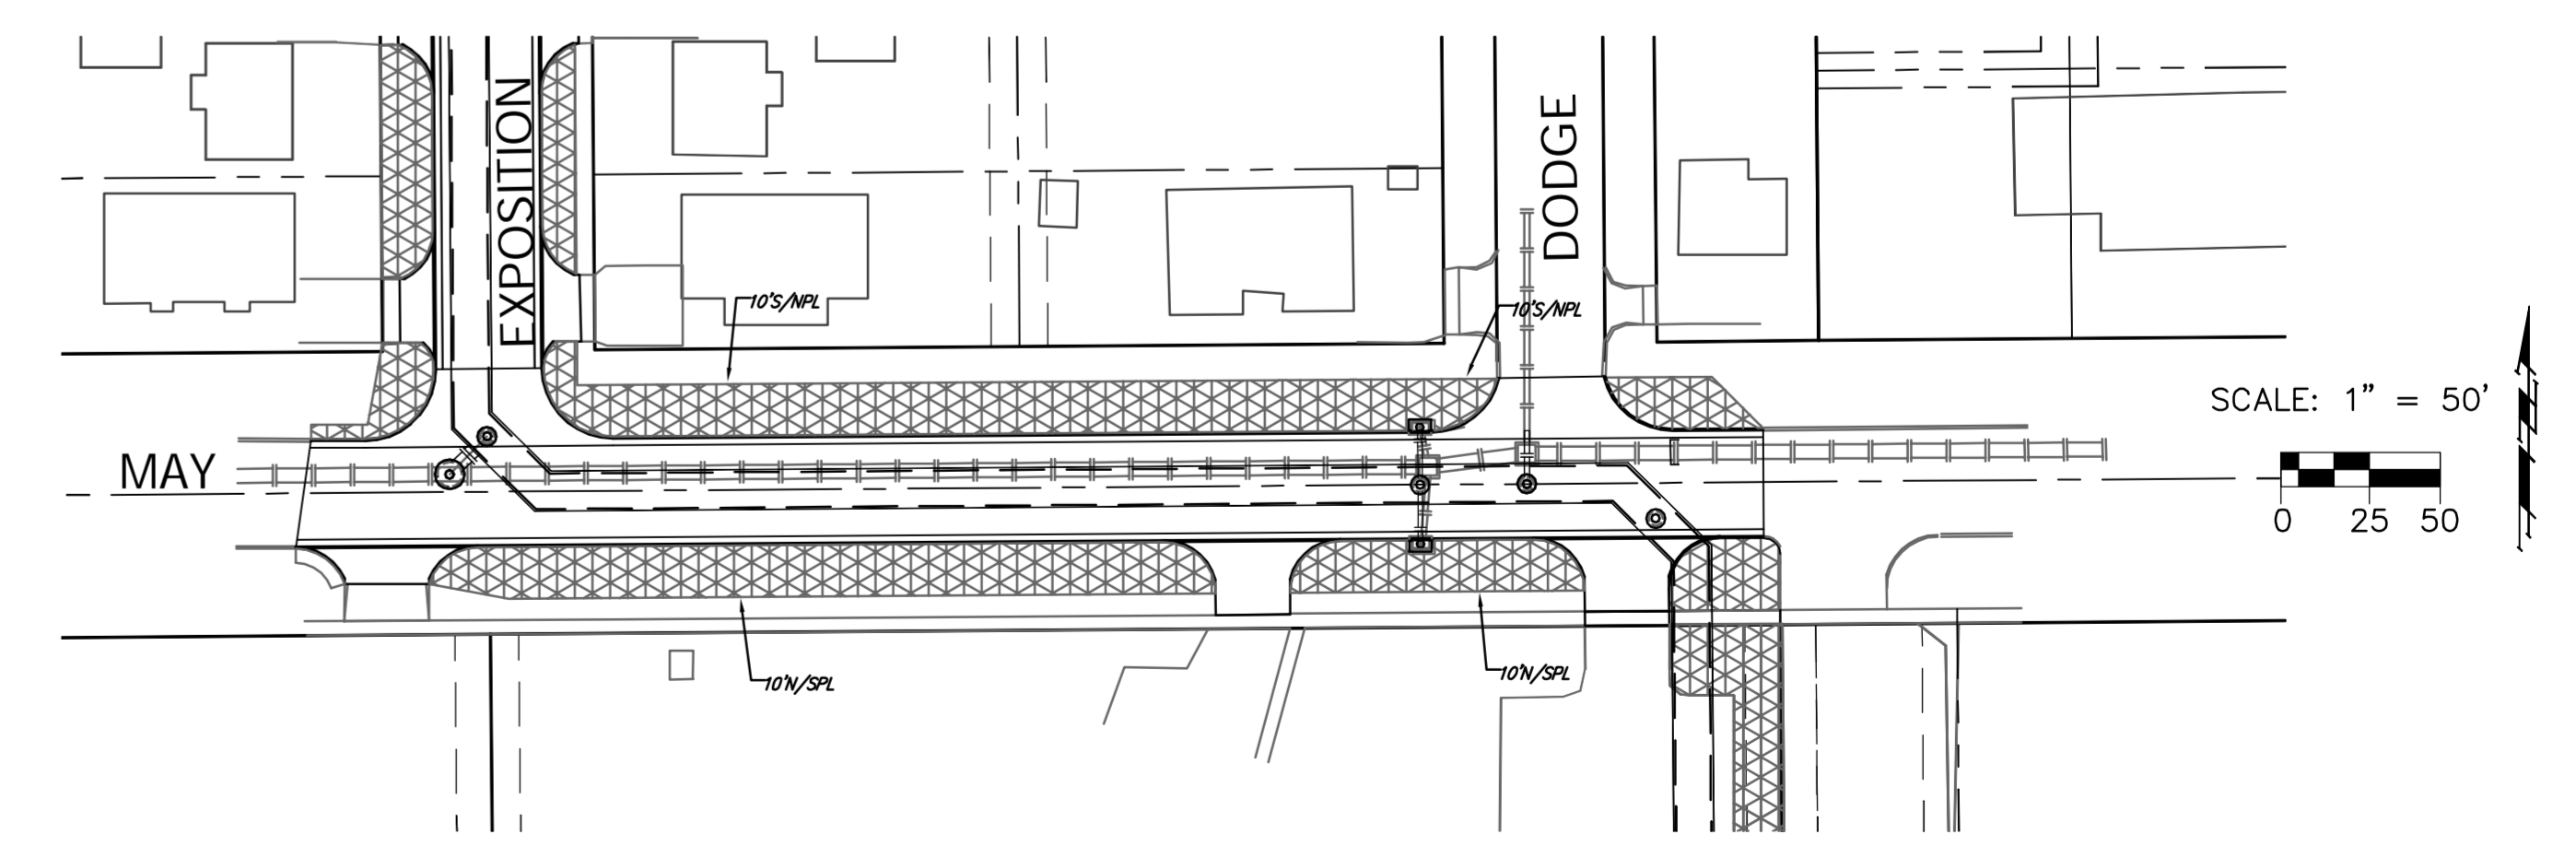 EXPOSITION
DODGE
10'S/NPL
10'S/NPL
MAY
SCALE: 1” = 50’
0 25 50
10'N/SPL
10'N/SPL